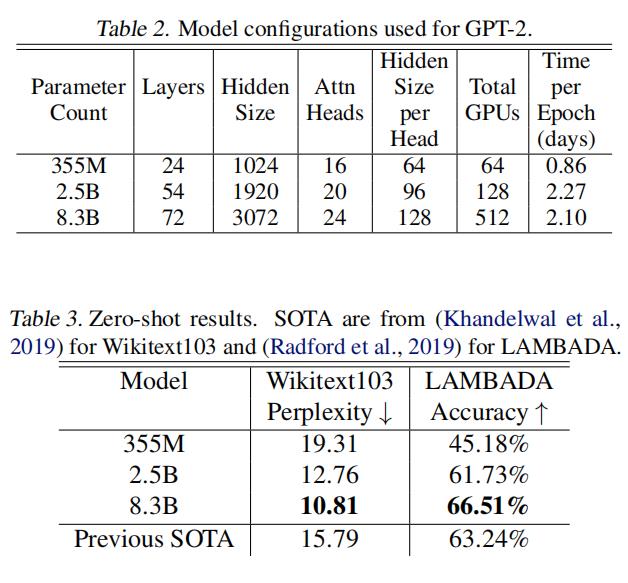 Table 2. Model configurations used for GPT-2.
Parameter Count Layers Hidden Size Attn Heads Hidden Size per Head Total GPUs Time per Epoch (days)
355M 24 1024 16 64 64 0.86
2.5B 54 1920 20 96 128 2.27
8.3B 72 3072 24 128 512 2.10
Table 3. Zero-shot results. SOTA are from (Khandelwal et al.,
2019) for Wikitext103 and (Radford et al., 2019) for LAMBADA.
Model Wikitext103 LAMBADA
Perplexity ↓ Accuracy ↑
355M 19.31 45.18%
2.5B 12.76 61.73%
8.3B 10.81 66.51%
Previous SOTA 15.79 63.24%